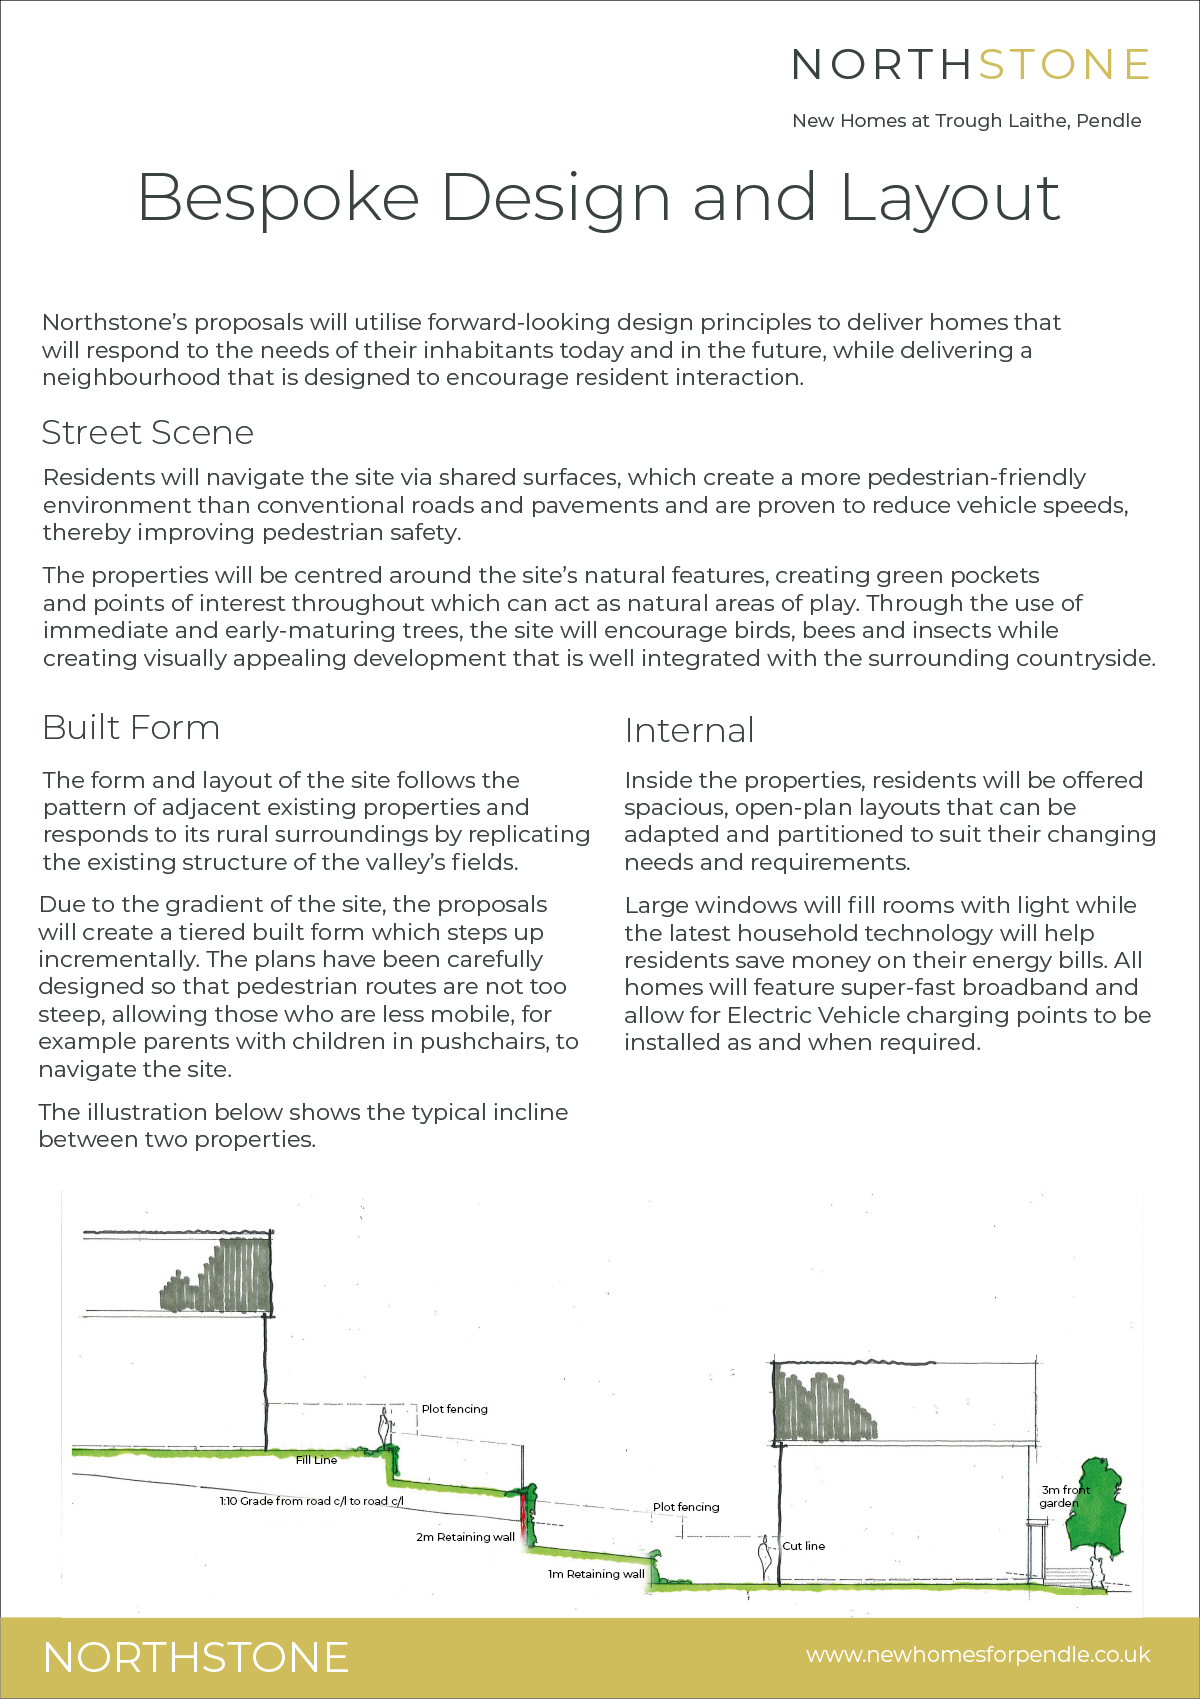 NORTHSTONE
New Homes at Trough Laithe, Pendle
Bespoke Design and Layout
Northstone’s proposals will utilise forward-looking design principles to deliver homes that
will respond to the needs of their inhabitants today and in the future, while delivering a
neighbourhood that is designed to encourage resident interaction.
Street Scene
Residents will navigate the site via shared surfaces, which create a more pedestrian-friendly
environment than conventional roads and pavements and are proven to reduce vehicle speeds,
thereby improving pedestrian safety.
The properties will be centred around the site’s natural features, creating green pockets
and points of interest throughout which can act as natural areas of play. Through the use of
immediate and early-maturing trees, the site will encourage birds, bees and insects while
creating visually appealing development that is well integrated with the surrounding countryside.
Built Form
The form and layout of the site follows the
pattern of adjacent existing properties and
responds to its rural surroundings by replicating
the existing structure of the valley’s fields.
Due to the gradient of the site, the proposals
will create a tiered built form which steps up
incrementally. The plans have been carefully
designed so that pedestrian routes are not too
steep, allowing those who are less mobile, for
example parents with children in pushchairs, to
navigate the site.
The illustration below shows the typical incline
between two properties.
Internal
Inside the properties, residents will be offered
spacious, open-plan layouts that can be
adapted and partitioned to suit their changing
needs and requirements.
Large windows will fill rooms with light while
the latest household technology will help
residents save money on their energy bills. All
homes will feature super-fast broadband and
allow for Electric Vehicle charging points to be
installed as and when required.
Plot fencing
Fill Line
1:10 Grade from road c/l to road c/l
2m Retaining wall
1m Retaining wall
Plot fencing
Cut line
3m front
garden
NORTHSTONE
www.newhomesforpendle.co.uk